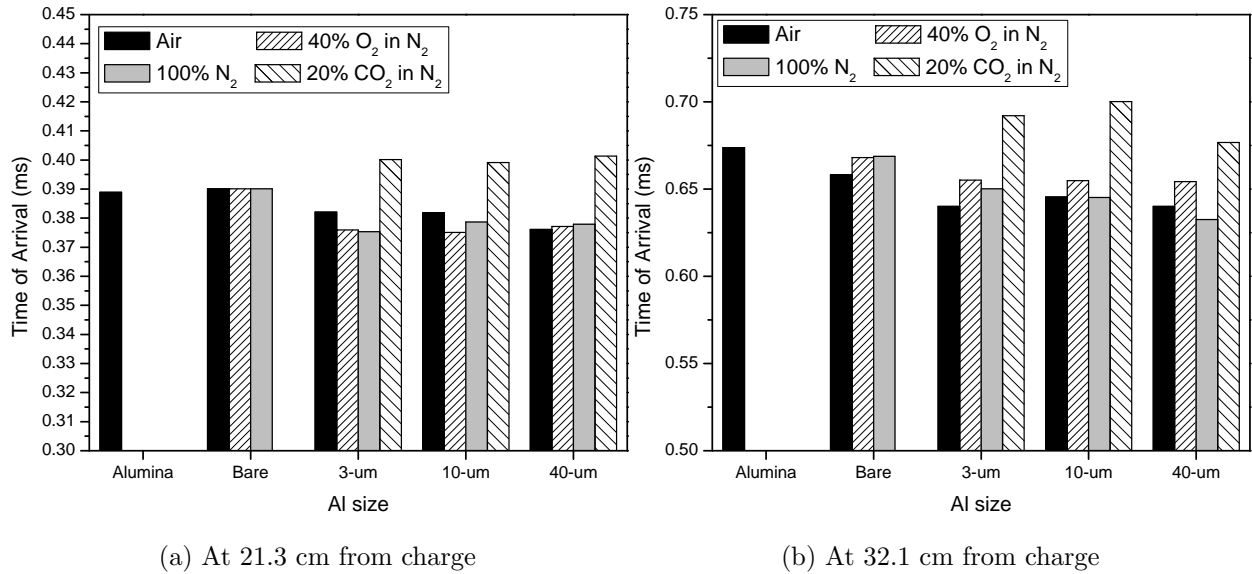 0.45
0.44
0.43
0.42
0.41
0.40
0.39
0.38
0.37
0.36
0.35
0.34
0.33
0.32
0.31
0.30
Time of Arrival (ms)
Air
40% O₂ in N₂
100% N₂
20% CO₂ in N₂
Alumina Bare 3-um 10-um 40-um
Al size
(a) At 21.3 cm from charge
0.75
0.70
0.65
0.60
0.55
0.50
Time of Arrival (ms)
Air
40% O₂ in N₂
100% N₂
20% CO₂ in N₂
Alumina Bare 3-um 10-um 40-um
Al size
(b) At 32.1 cm from charge